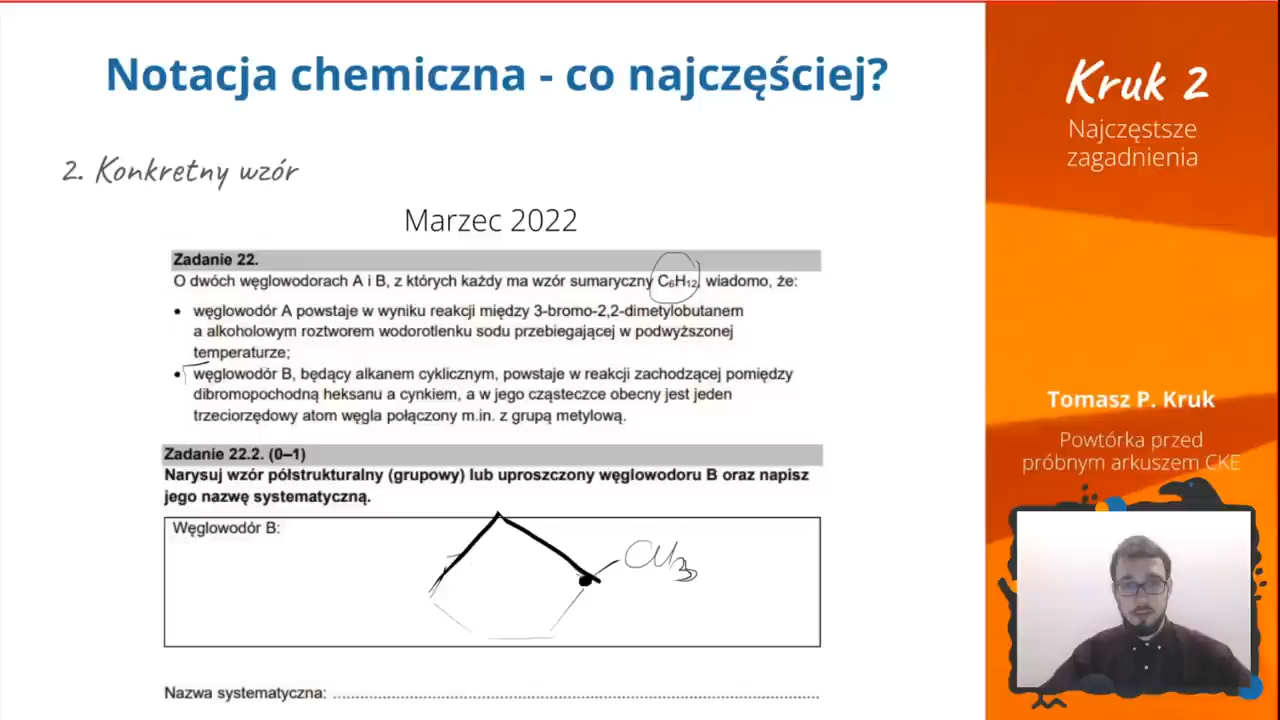 Notacja chemiczna - co najczęściej?
2. Konkretny wzór
Marzec 2022
Zadanie 22.
O dwóch węglowodorach A i B, z których każdy ma wzór sumaryczny C₆H₁₂, wiadomo, że:
• węglowodór A powstaje w wyniku reakcji między 3-bromo-2,2-dimetylobutanem
a alkoholowym roztworem wodorotlenku sodu przebiegającej w podwyższonej
temperaturze;
• węglowodór B, będący alkanem cyklicznym, powstaje w reakcji zachodzącej pomiędzy
dibromopochodną heksanu a cynkiem, a w jego cząsteczce obecny jest jeden
trzeciorzędowy atom węgla połączony m.in. z grupą metylową.
Zadanie 22.2. (0–1)
Narysuj wzór półstrukturalny (grupowy) lub uproszczony węglowodoru B oraz napisz
jego nazwę systematyczną.
Węglowodór B:
CH₃
Nazwa systematyczna: ..........................................................................................
Kruk 2
Najczęstsze
zagadnienia
Tomasz P. Kruk
Powtórka przed
próbnym arkuszem CKE